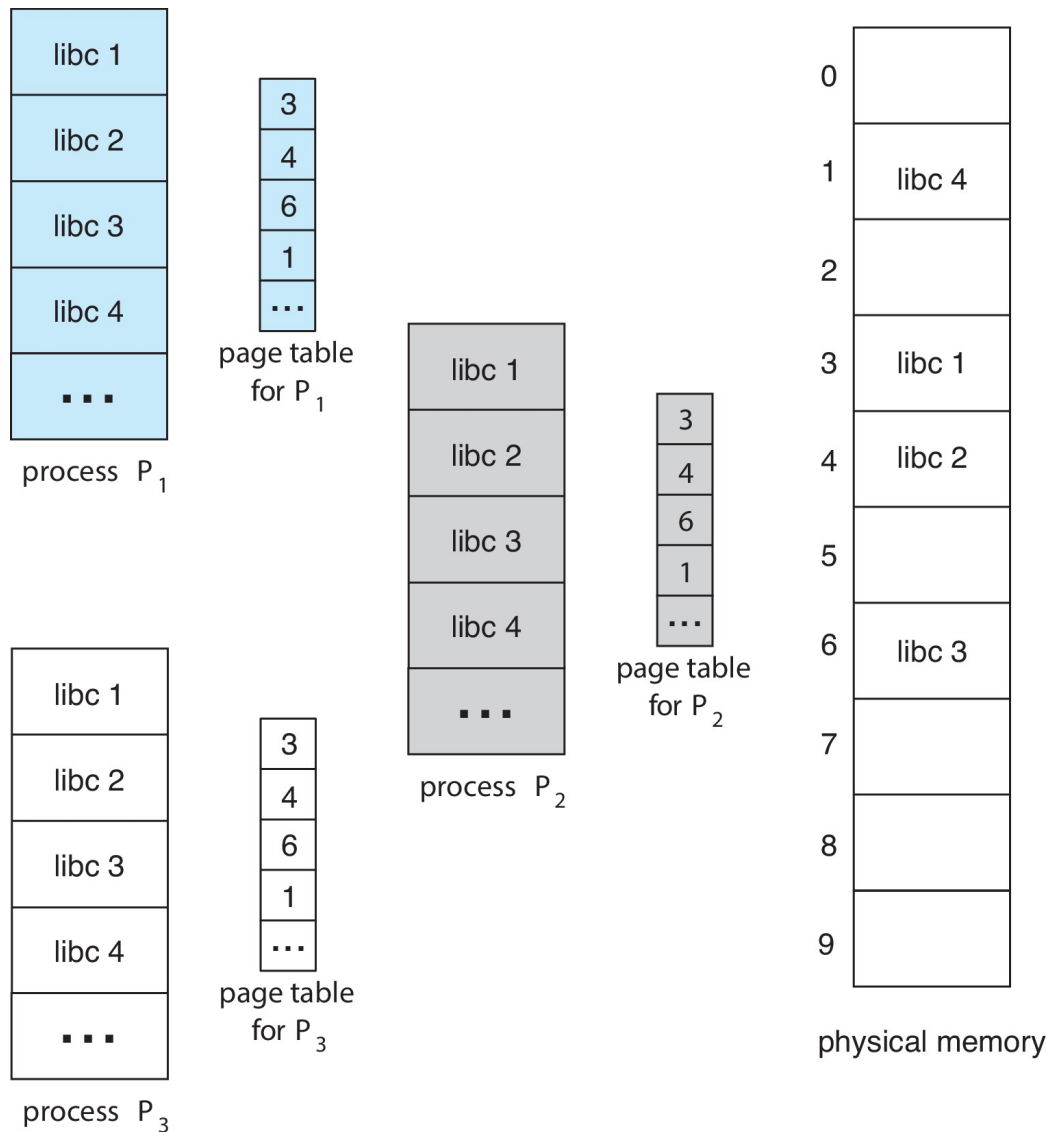 libc 1
libc 2
libc 3
libc 4
...
process P1
3
4
6
1
...
page table
for P1
libc 1
libc 2
libc 3
libc 4
...
process P2
3
4
6
1
...
page table
for P2
libc 1
libc 2
libc 3
libc 4
...
process P3
3
4
6
1
...
page table
for P3
0
1 libc 4
2
3 libc 1
4 libc 2
5
6 libc 3
7
8
9
physical memory